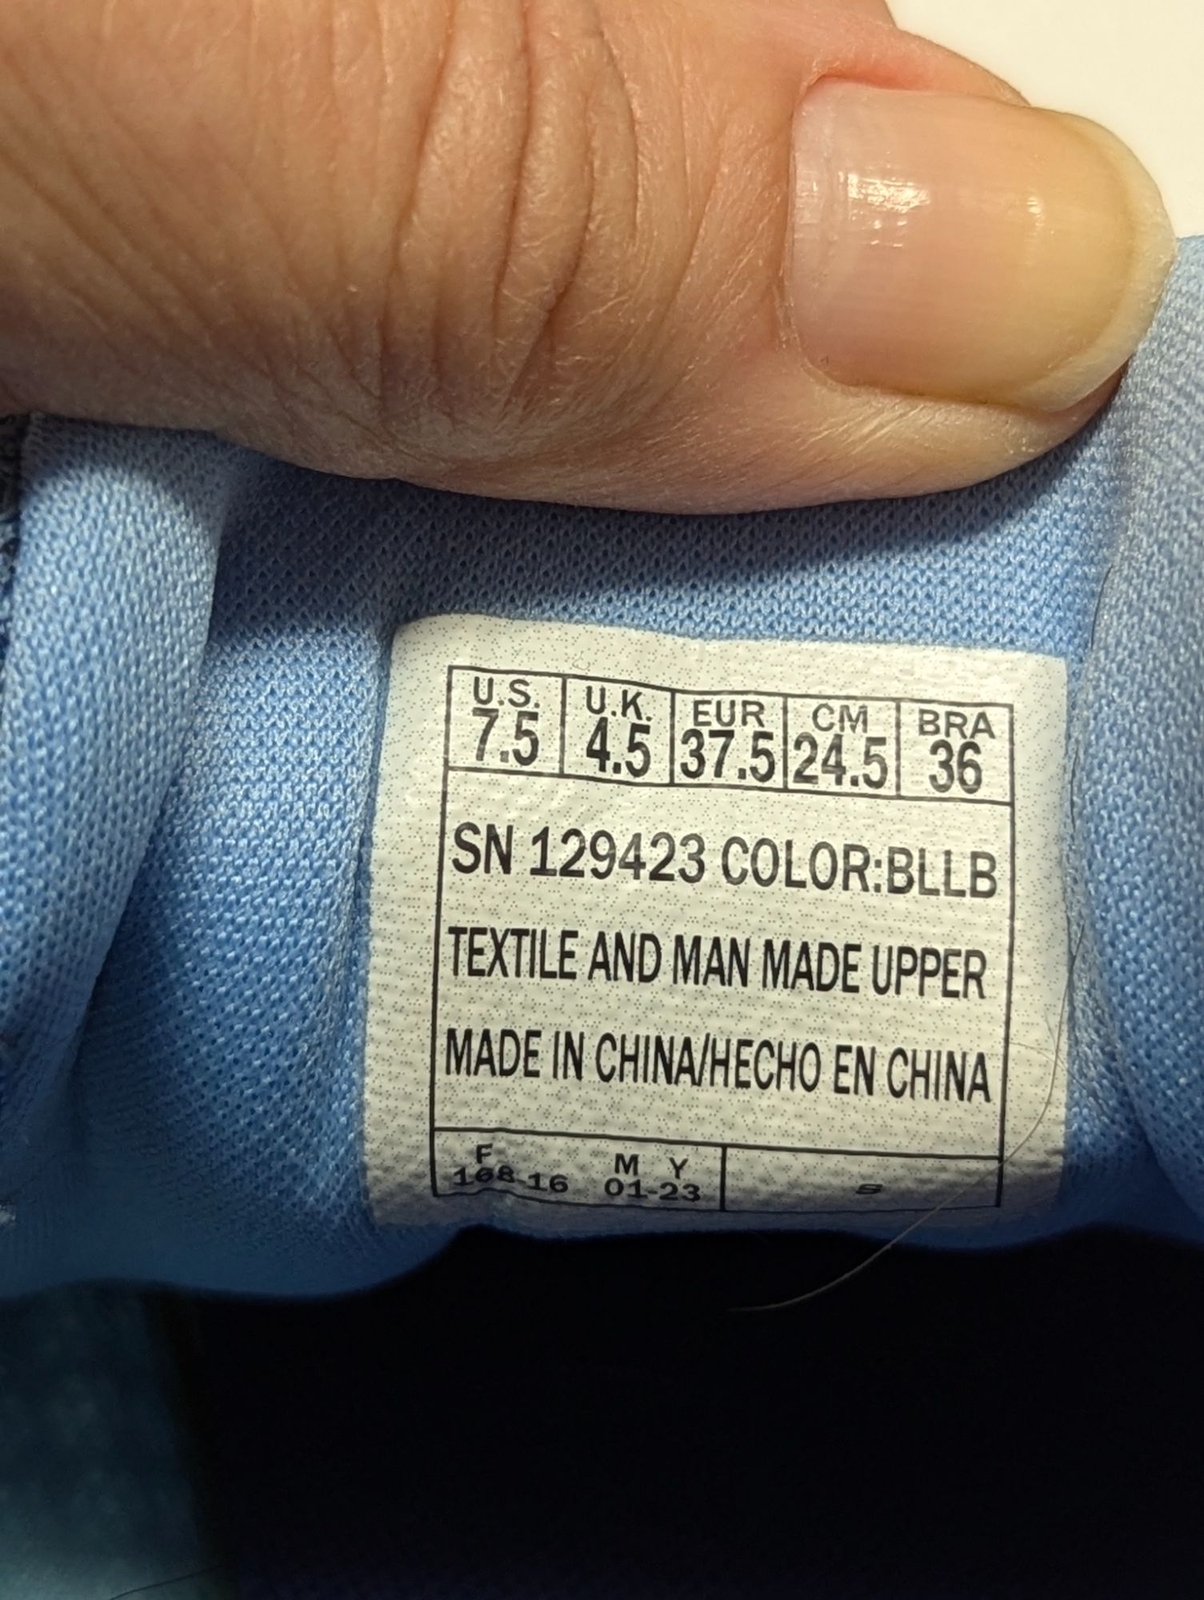 U.S. U.K. EUR CM BRA
7.5 4.5 37.5 24.5 36
SN 129423 COLOR:BLLB
TEXTILE AND MAN MADE UPPER
MADE IN CHINA/HECHO EN CHINA
F M Y
168 16 01-23 S